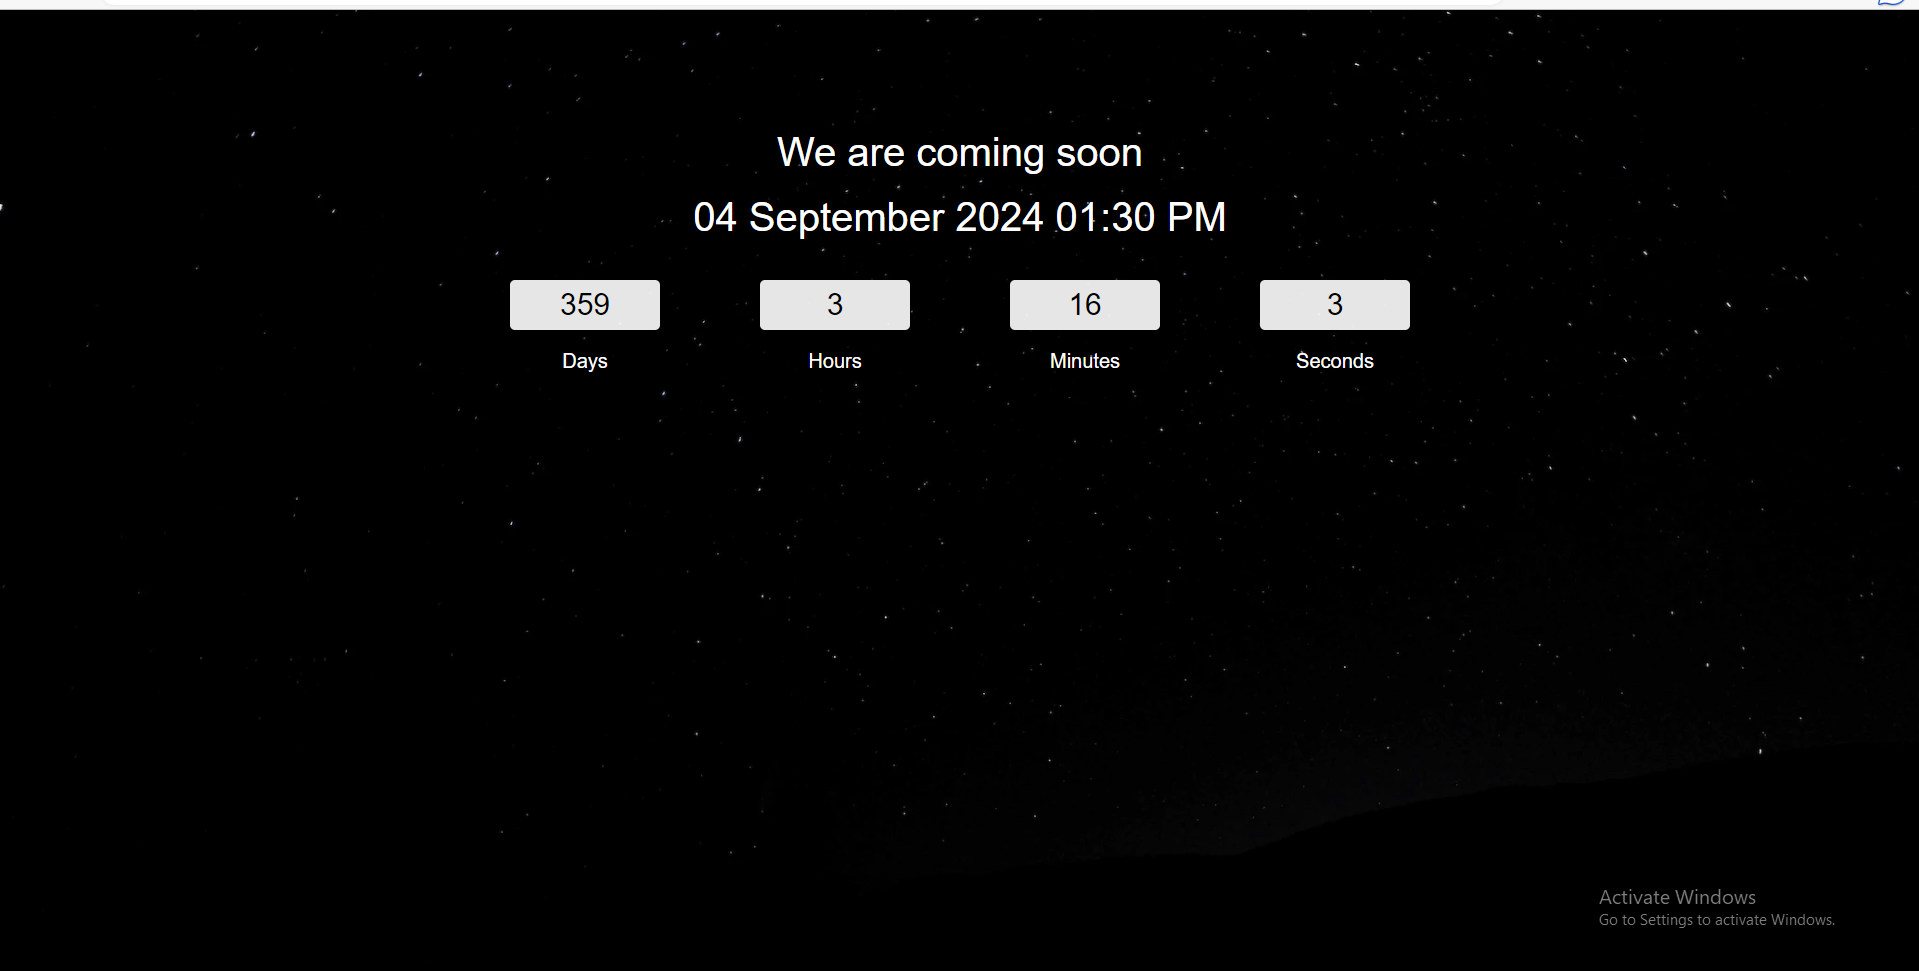 We are coming soon
04 September 2024 01:30 PM
359 3 16 3
Days Hours Minutes Seconds
Activate Windows
Go to Settings to activate Windows.